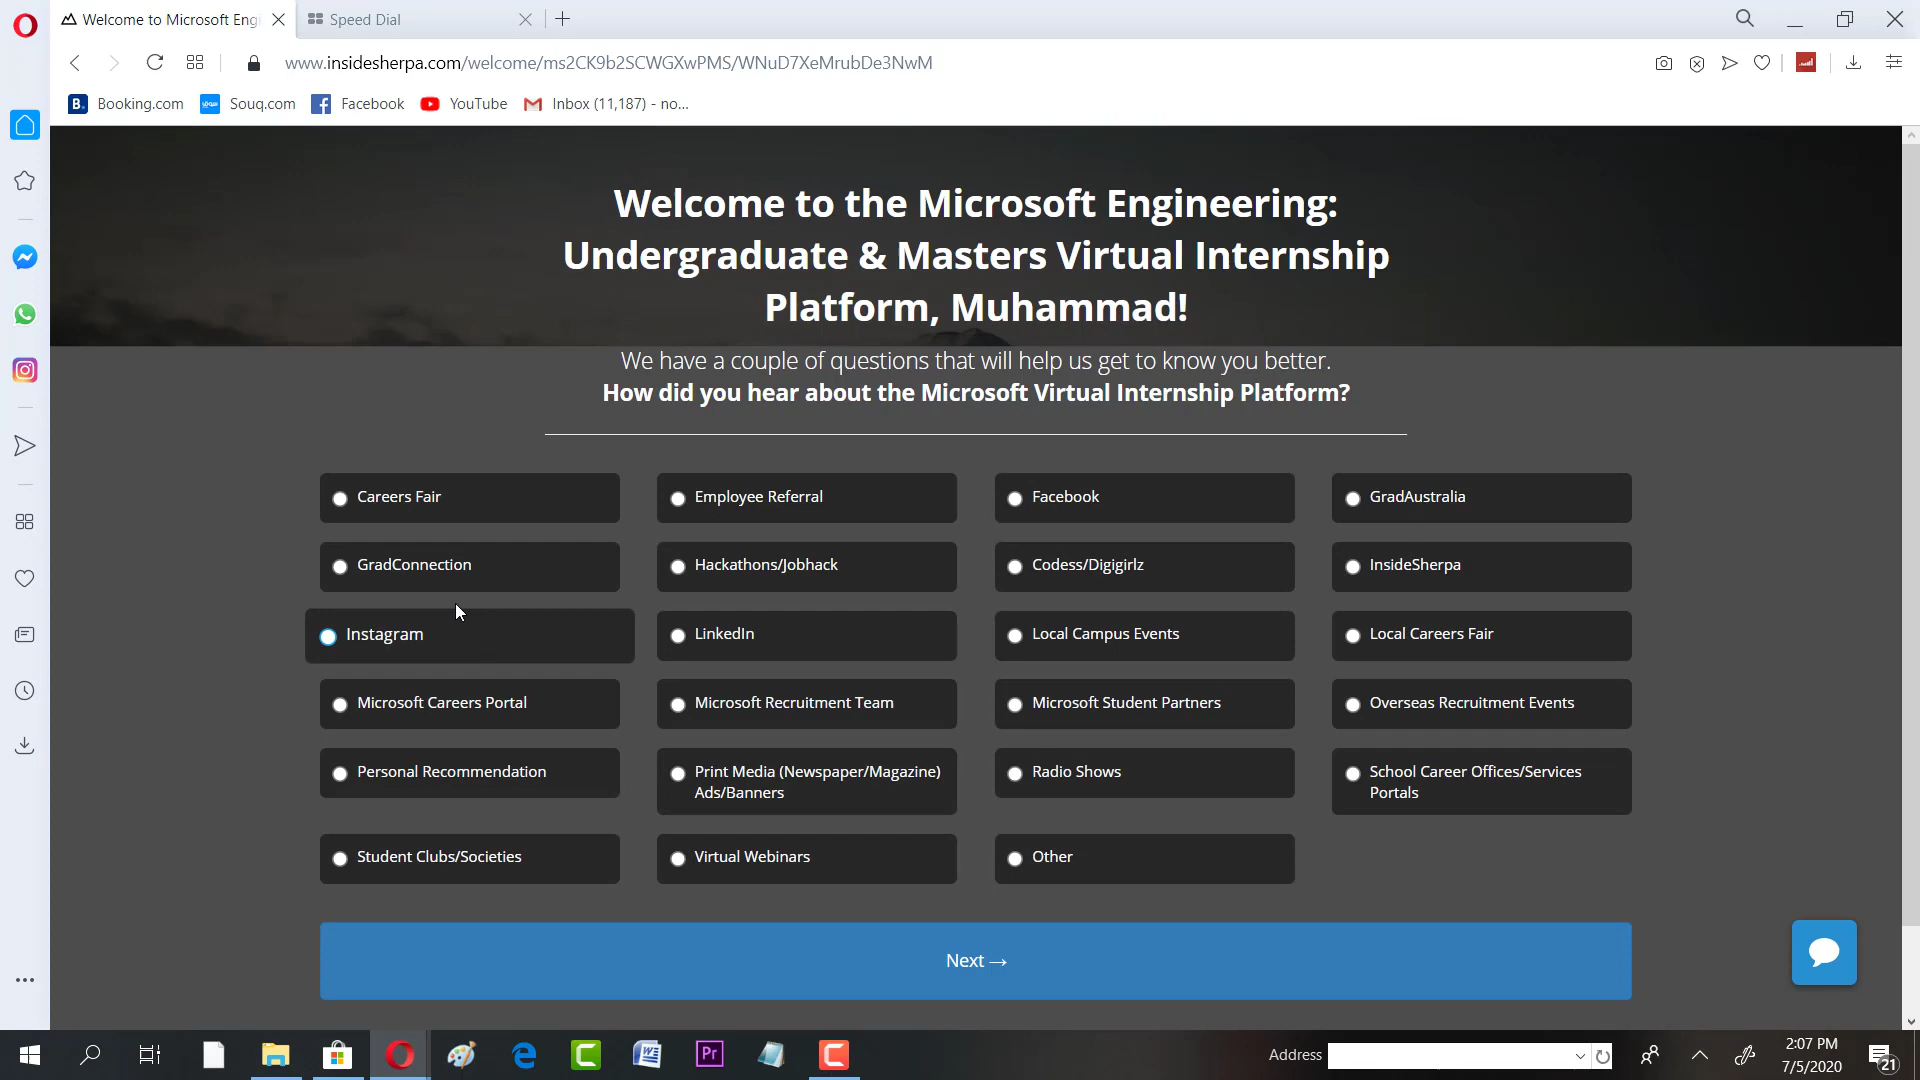 Welcome to Microsoft Engi
Speed Dial
www.insidesherpa.com/welcome/ms2CK9b2SCWGXwPMS/WNuD7XeMrubDe3NwM
B. Booking.com
Souq.com
Facebook
YouTube
Inbox (11,187) - no...
Welcome to the Microsoft Engineering:
Undergraduate & Masters Virtual Internship
Platform, Muhammad!
We have a couple of questions that will help us get to know you better.
How did you hear about the Microsoft Virtual Internship Platform?
Careers Fair
Employee Referral
Facebook
GradAustralia
GradConnection
Hackathons/Jobhack
Codess/Digigirlz
InsideSherpa
Instagram
LinkedIn
Local Campus Events
Local Careers Fair
Microsoft Careers Portal
Microsoft Recruitment Team
Microsoft Student Partners
Overseas Recruitment Events
Personal Recommendation
Print Media (Newspaper/Magazine)
Ads/Banners
Radio Shows
School Career Offices/Services
Portals
Student Clubs/Societies
Virtual Webinars
Other
Next →
Pr
Address
2:07 PM
7/5/2020
21